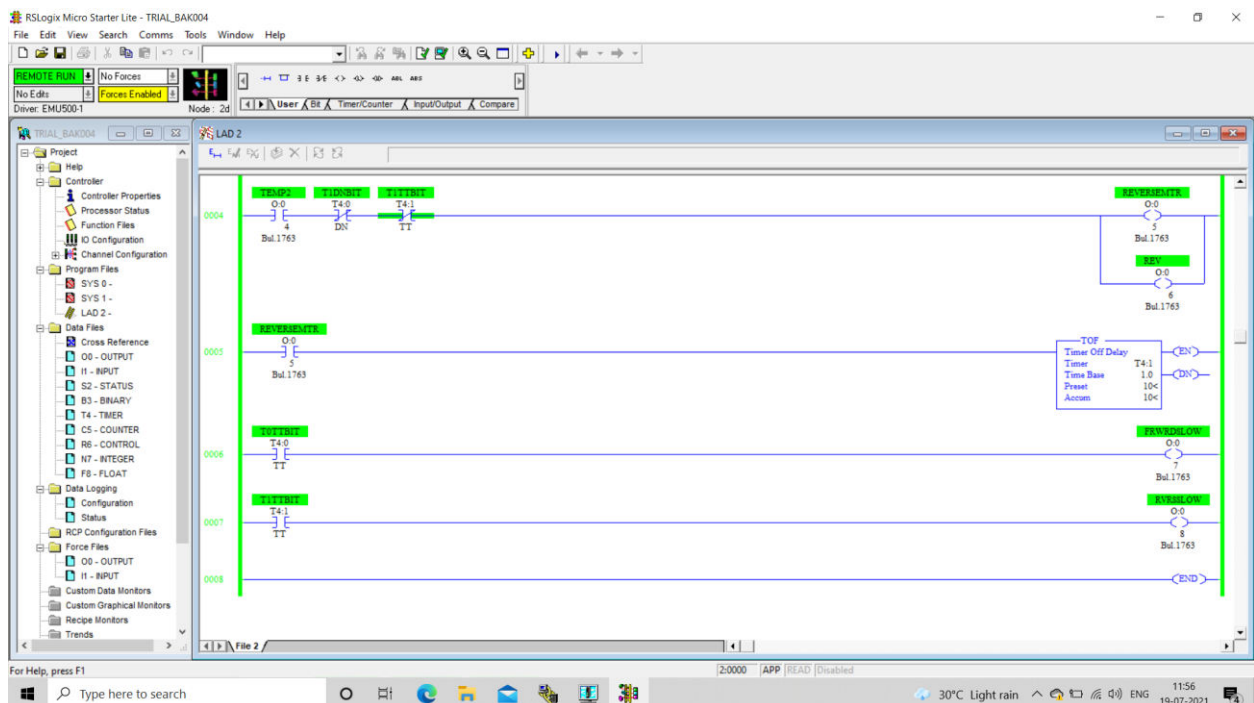 RSLogix Micro Starter Lite - TRIAL_BAK004
File Edit View Search Comms Tools Window Help
REMOTE RUN No Forces
No Edits Forces Enabled
Driver: EMU500-1 Node : 2d
ABL ABS
User Bit Timer/Counter Input/Output Compare
TRIAL_BAK004
Project
Help
Controller
Controller Properties
Processor Status
Function Files
IO Configuration
Channel Configuration
Program Files
SYS 0 -
SYS 1 -
LAD 2 -
Data Files
Cross Reference
O0 - OUTPUT
I1 - INPUT
S2 - STATUS
B3 - BINARY
T4 - TIMER
C5 - COUNTER
R6 - CONTROL
N7 - INTEGER
F8 - FLOAT
Data Logging
Configuration
Status
RCP Configuration Files
Force Files
O0 - OUTPUT
I1 - INPUT
Custom Data Monitors
Custom Graphical Monitors
Recipe Monitors
Trends
LAD 2
TEMP2 T1DNBIT T1TTBIT REVERSEMTR
O:0 T4:0 T4:1 O:0
0004
4 DN TT 5
Bul.1763 Bul.1763
REV
O:0
6
Bul.1763
REVERSEMTR
O:0
0005
5
Bul.1763
TOF
Timer Off Delay EN
Timer T4:1
Time Base 1.0 DN
Preset 10<
Accum 10<
T0TTBIT FRWRDSLOW
T4:0 O:0
0006
TT 7
Bul.1763
T1TTBIT RVRSSLOW
T4:1 O:0
0007
TT 8
Bul.1763
0008 END
File 2
For Help, press F1 2:0000 APP READ Disabled
Type here to search 30°C Light rain ENG 11:56
19-07-2021 4